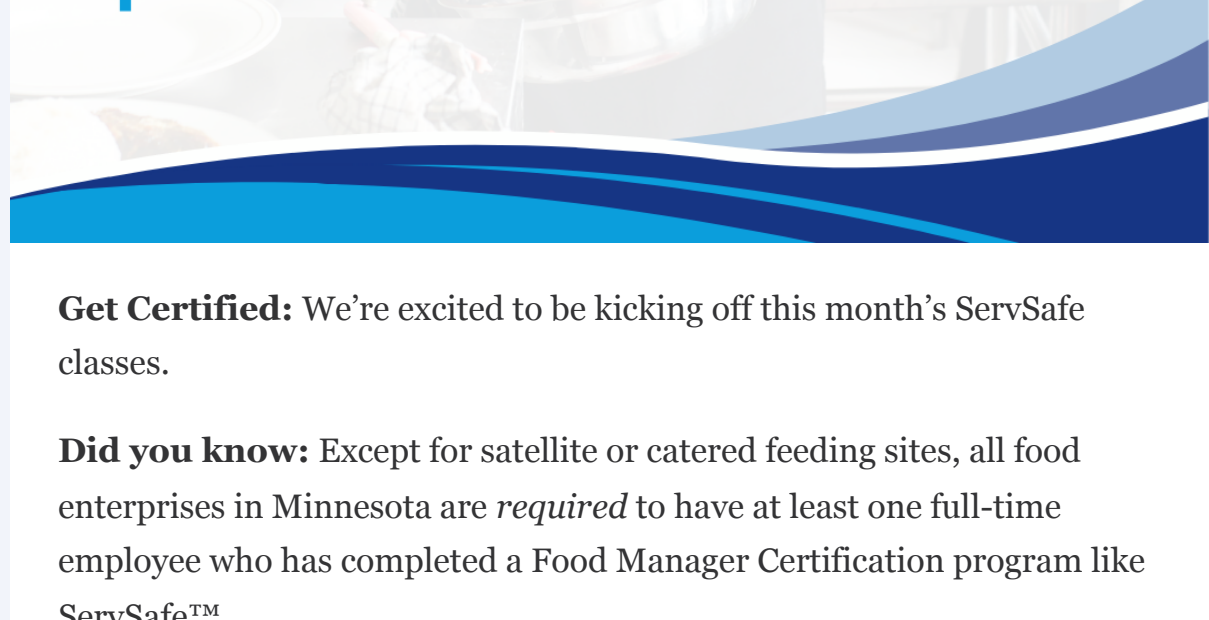 Get Certified: We’re excited to be kicking off this month’s ServSafe
classes.
Did you know: Except for satellite or catered feeding sites, all food
enterprises in Minnesota are required to have at least one full-time
employee who has completed a Food Manager Certification program like
ServSafe™